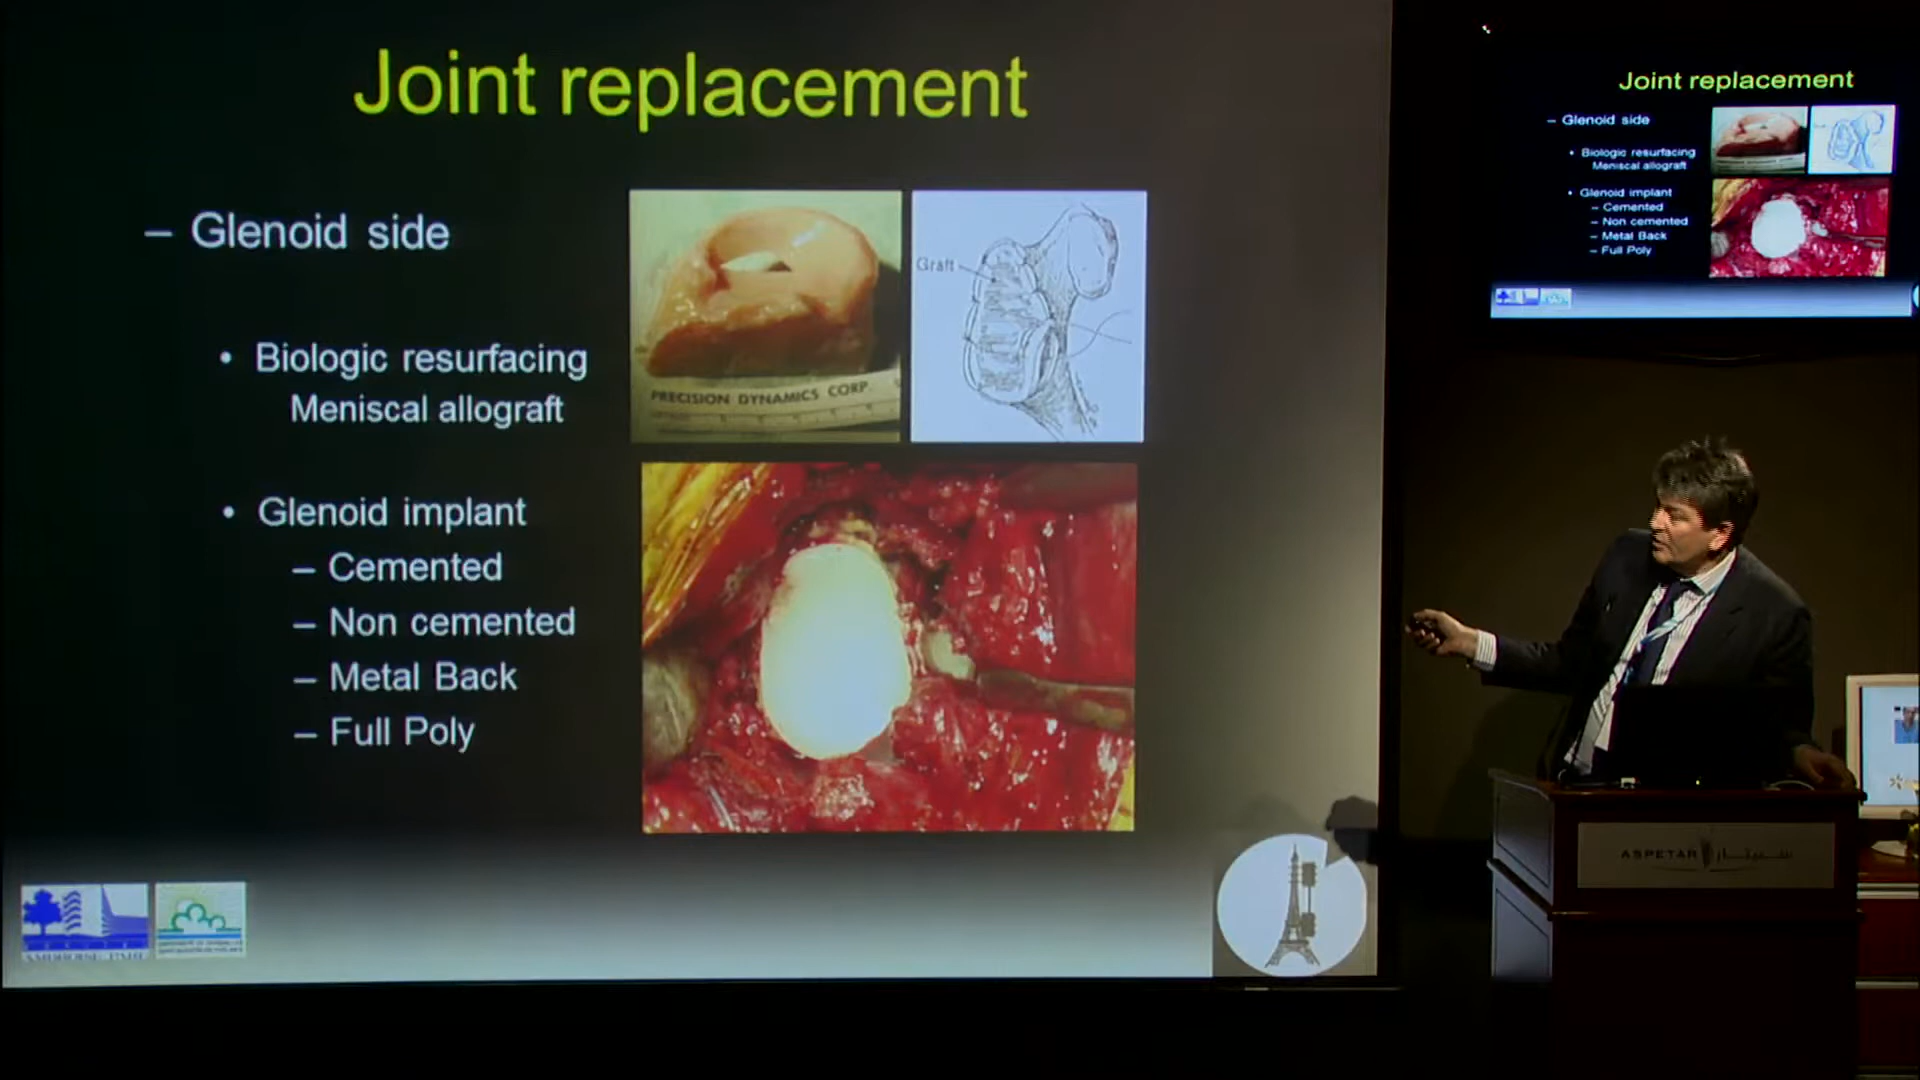 Joint replacement
– Glenoid side
• Biologic resurfacing
Meniscal allograft
• Glenoid implant
– Cemented
– Non cemented
– Metal Back
– Full Poly
Graft
PRECISION DYNAMICS CORP.
Joint replacement
– Glenoid side
• Biologic resurfacing
Meniscal allograft
• Glenoid implant
– Cemented
– Non cemented
– Metal Back
– Full Poly
ASPETAR سبيتار